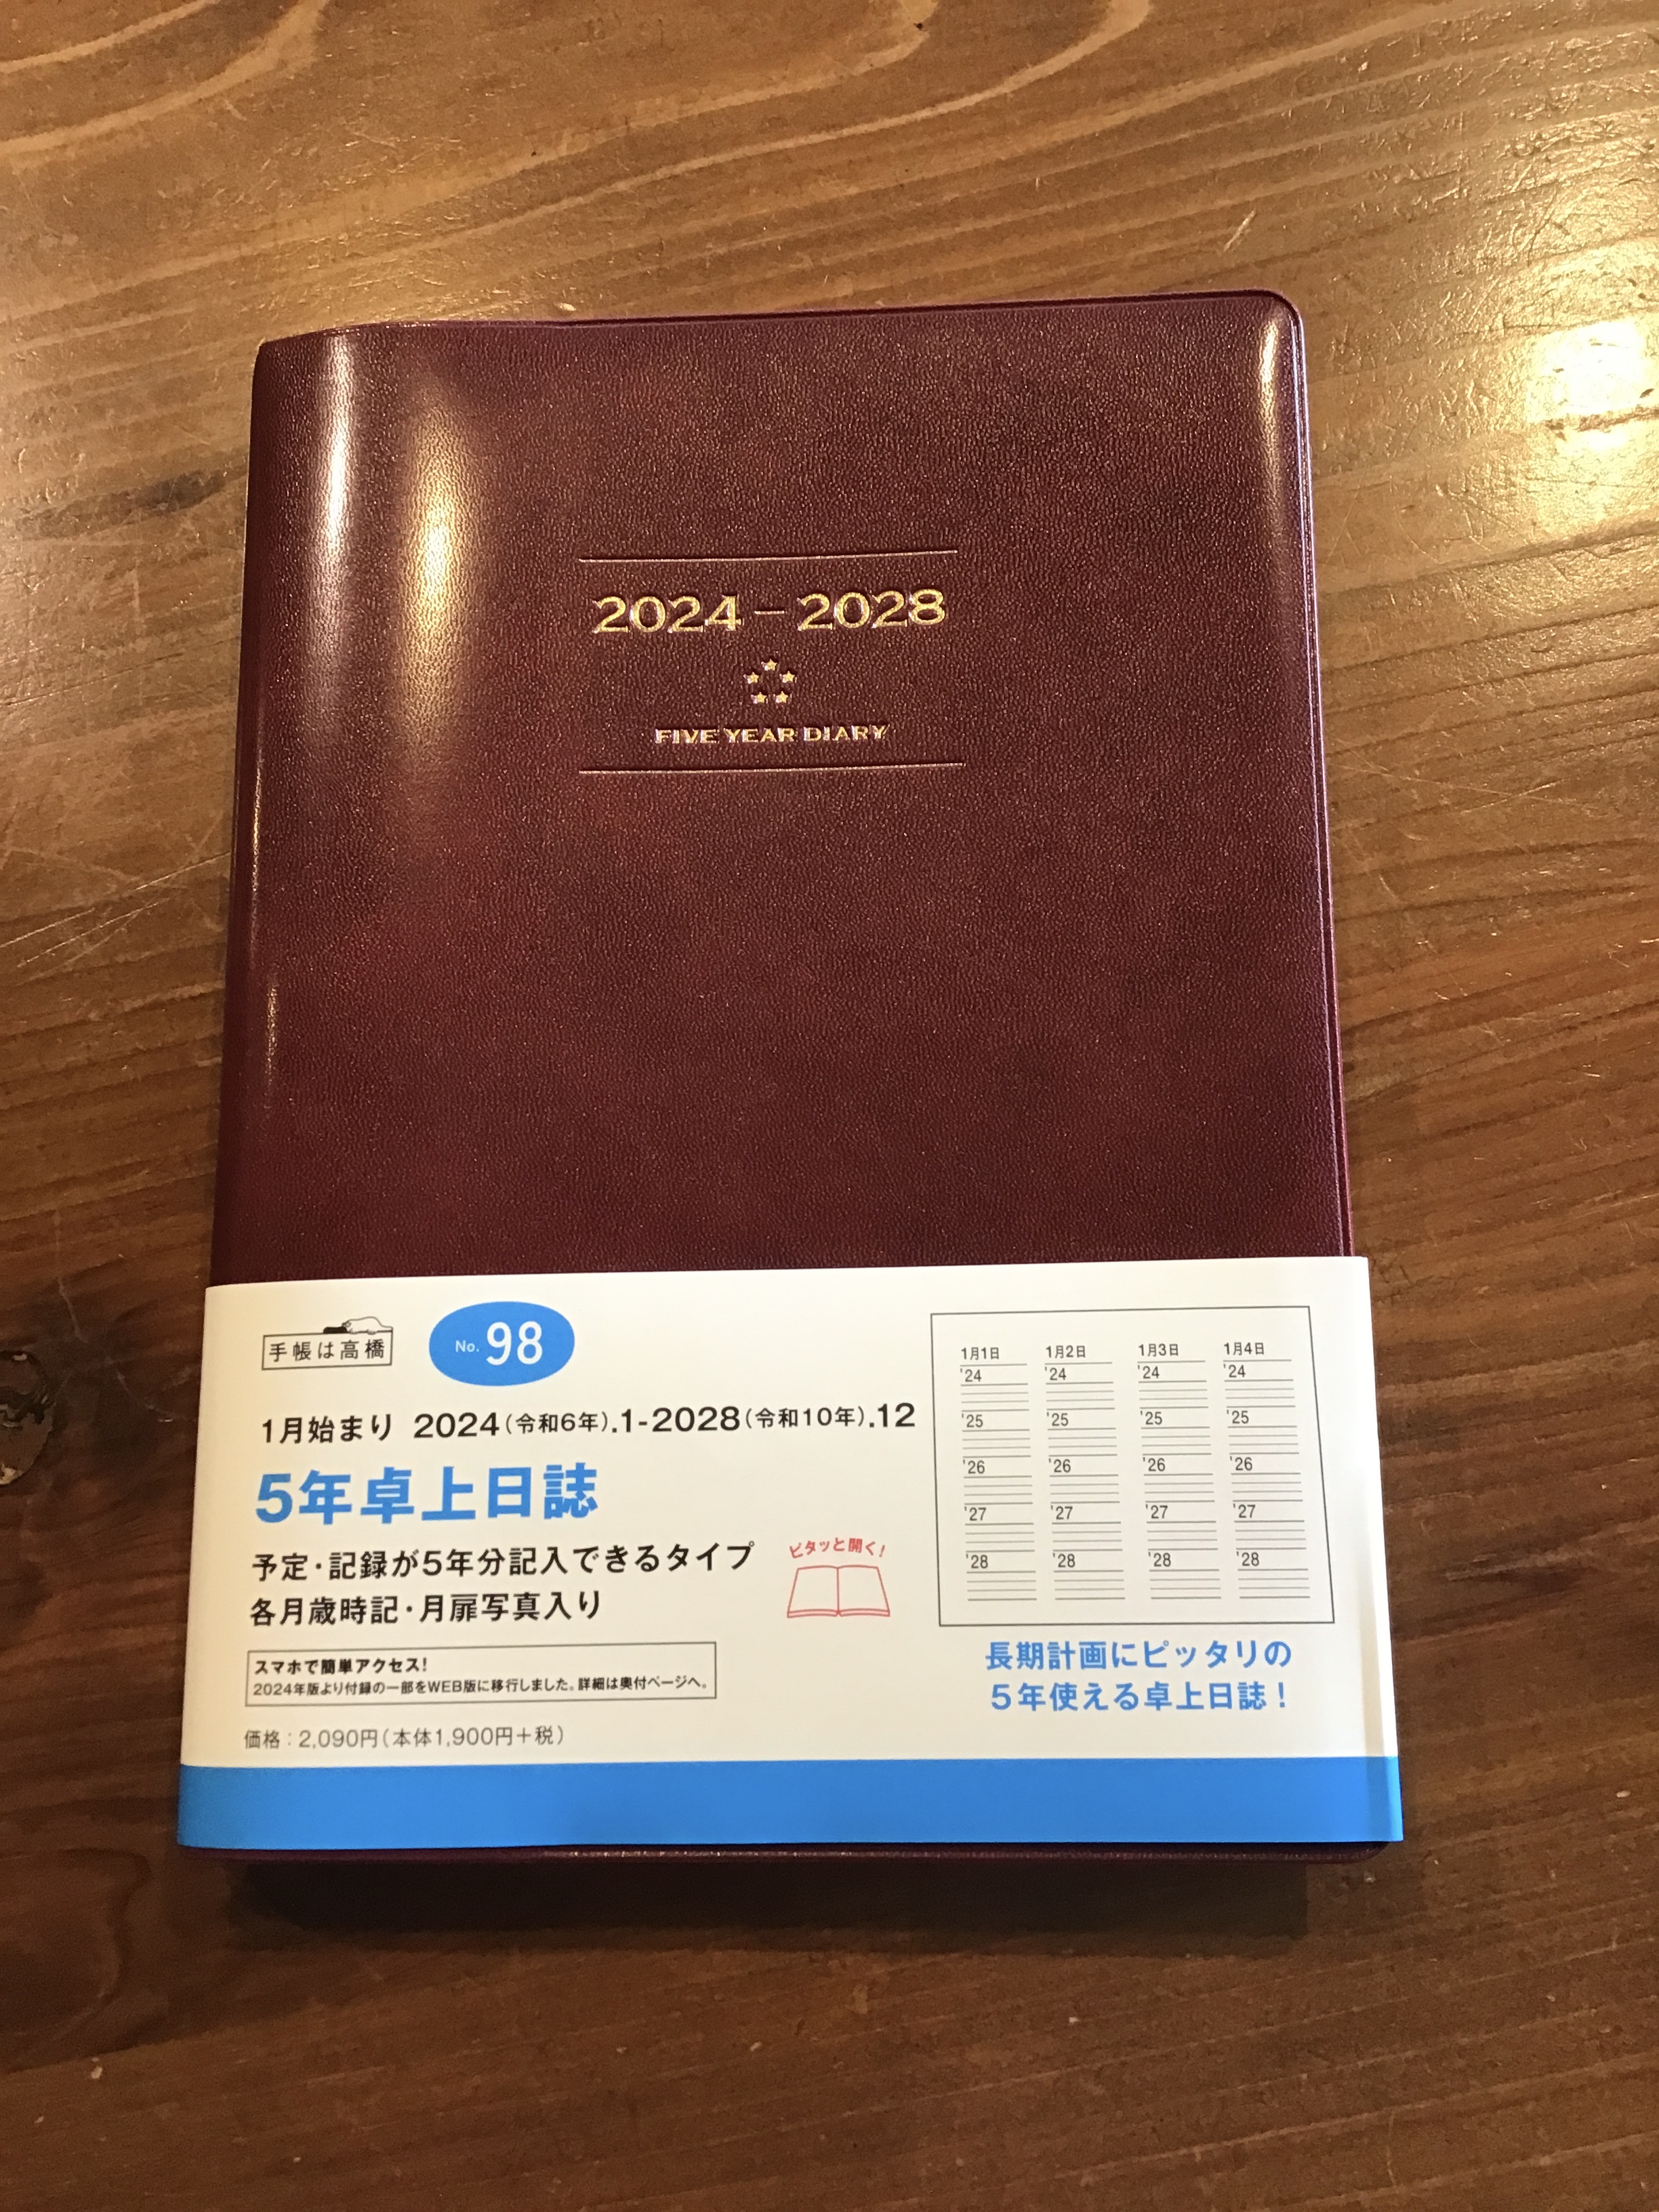 2024－2028
FIVE YEAR DIARY
手帳は高橋
No.98
1月始まり 2024(令和6年).1-2028(令和10年).12
5年卓上日誌
予定・記録が5年分記入できるタイプ
各月歳時記・月扉写真入り
ピタッと開く!
スマホで簡単アクセス!
2024年版より付録の一部をWEB版に移行しました。詳細は奥付ページへ。
価格:2,090円(本体1,900円+税)
1月1日 1月2日 1月3日 1月4日
'24 '24 '24 '24
'25 '25 '25 '25
'26 '26 '26 '26
'27 '27 '27 '27
'28 '28 '28 '28
長期計画にピッタリの
5年使える卓上日誌!